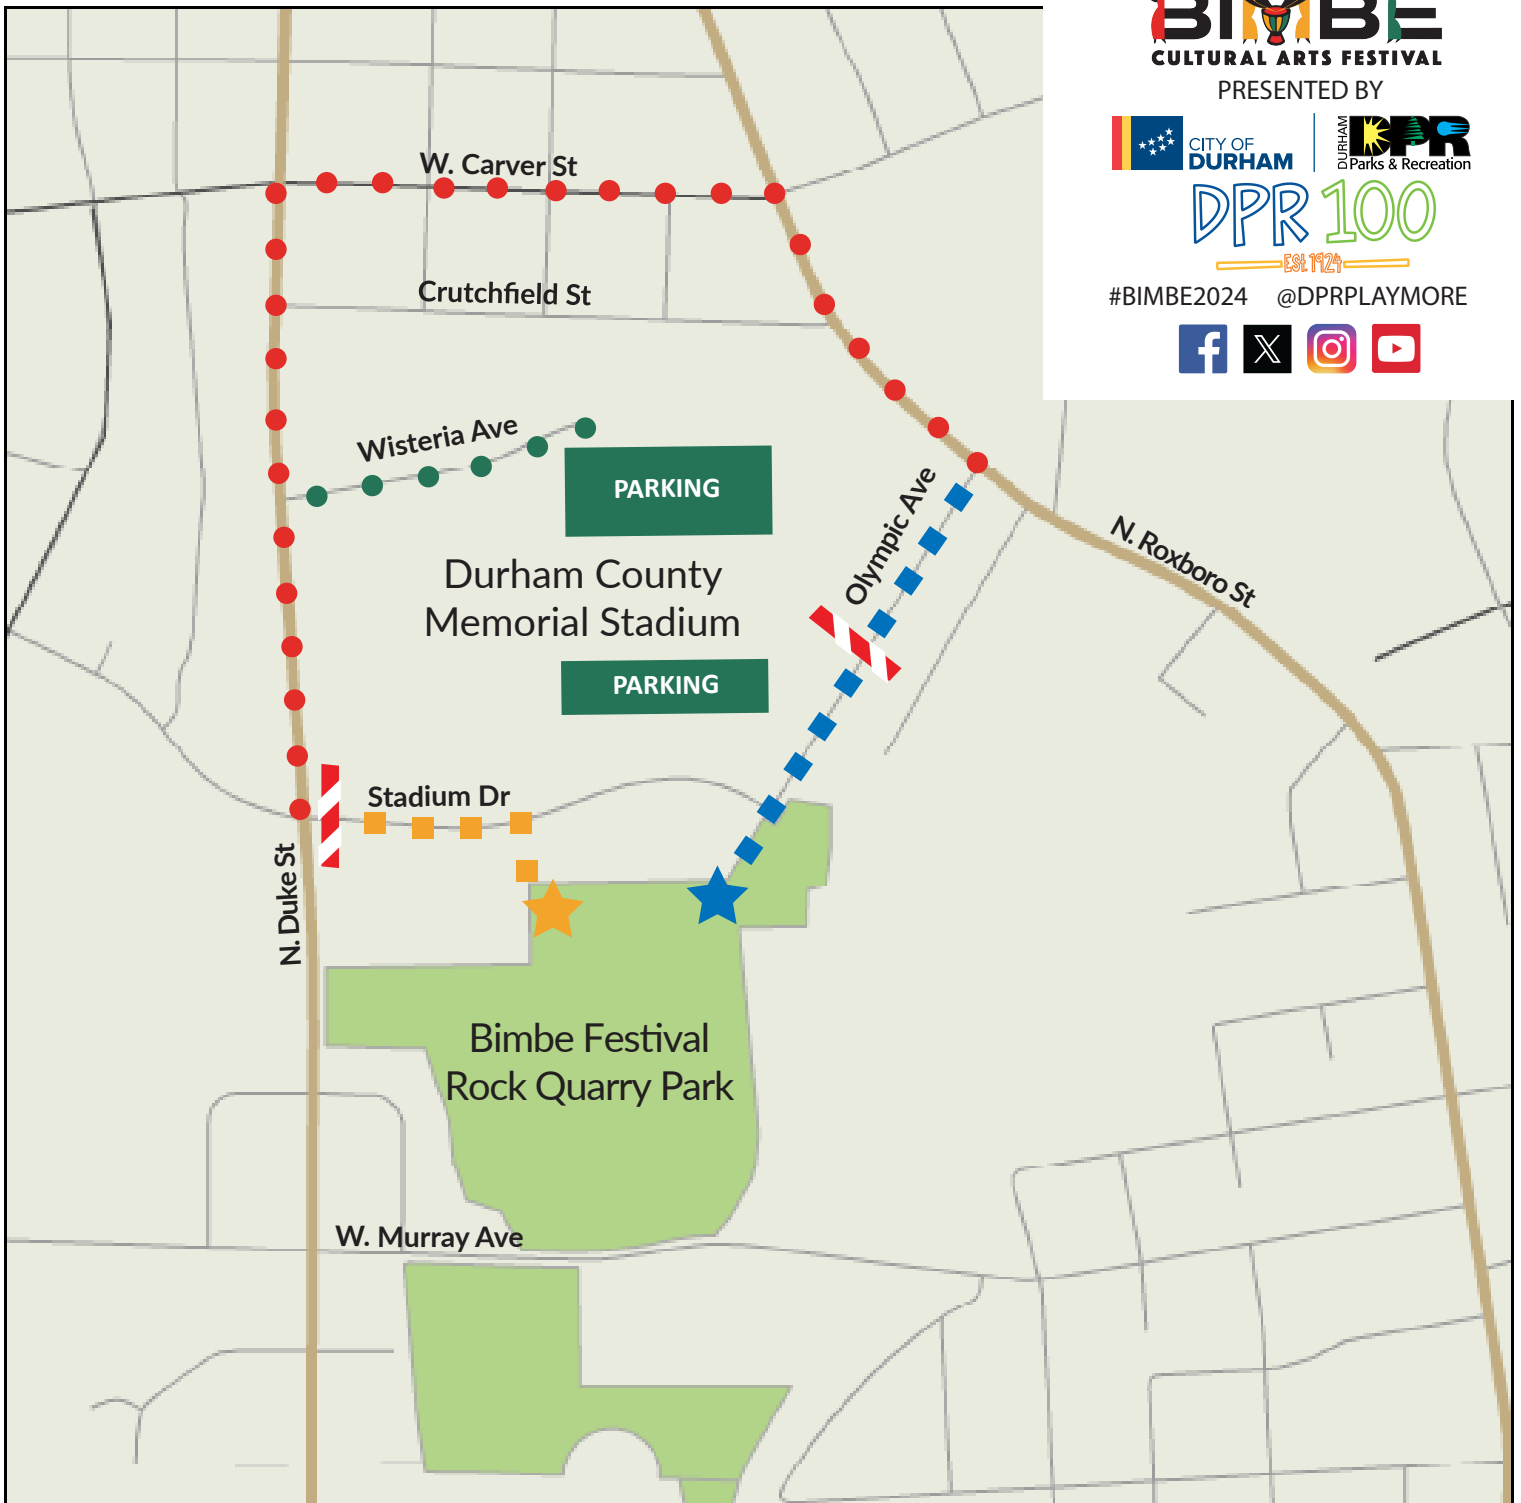 BIMBE
CULTURAL ARTS FESTIVAL
PRESENTED BY
CITY OF
DURHAM
DURHAM
DPR
Parks & Recreation
DPR 100
EST. 1924
#BIMBE2024 @DPRPLAYMORE
W. Carver St
Crutchfield St
Wisteria Ave
PARKING
Olympic Ave
N. Roxboro St
Durham County
Memorial Stadium
PARKING
Stadium Dr
N. Duke St
Bimbe Festival
Rock Quarry Park
W. Murray Ave